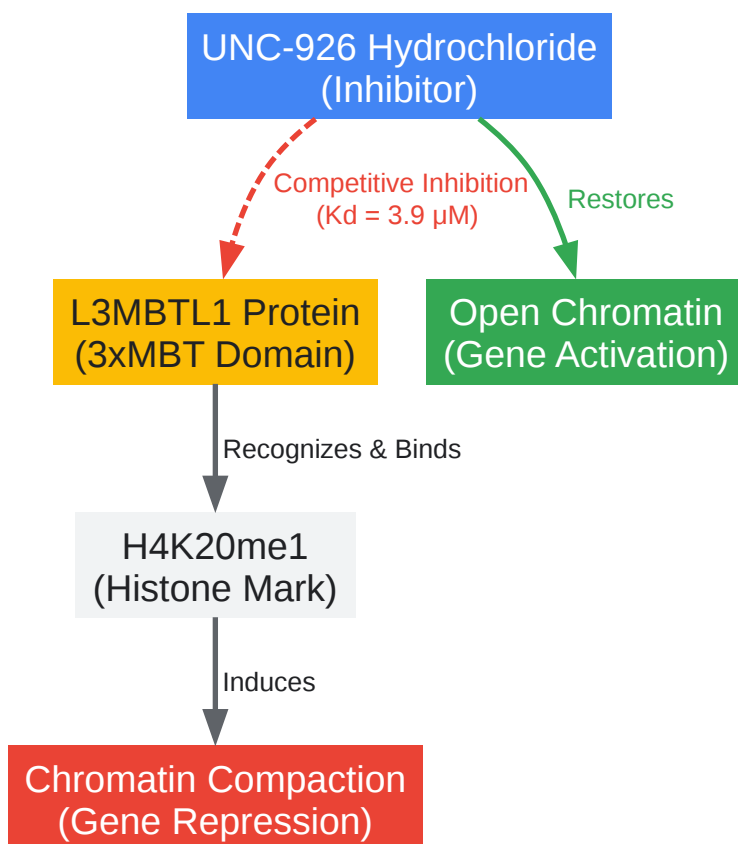 UNC-926 Hydrochloride
(Inhibitor)
Competitive Inhibition
(Kd = 3.9 μM)
Restores
L3MBTL1 Protein
(3xMBT Domain)
Open Chromatin
(Gene Activation)
Recognizes & Binds
H4K20me1
(Histone Mark)
Induces
Chromatin Compaction
(Gene Repression)